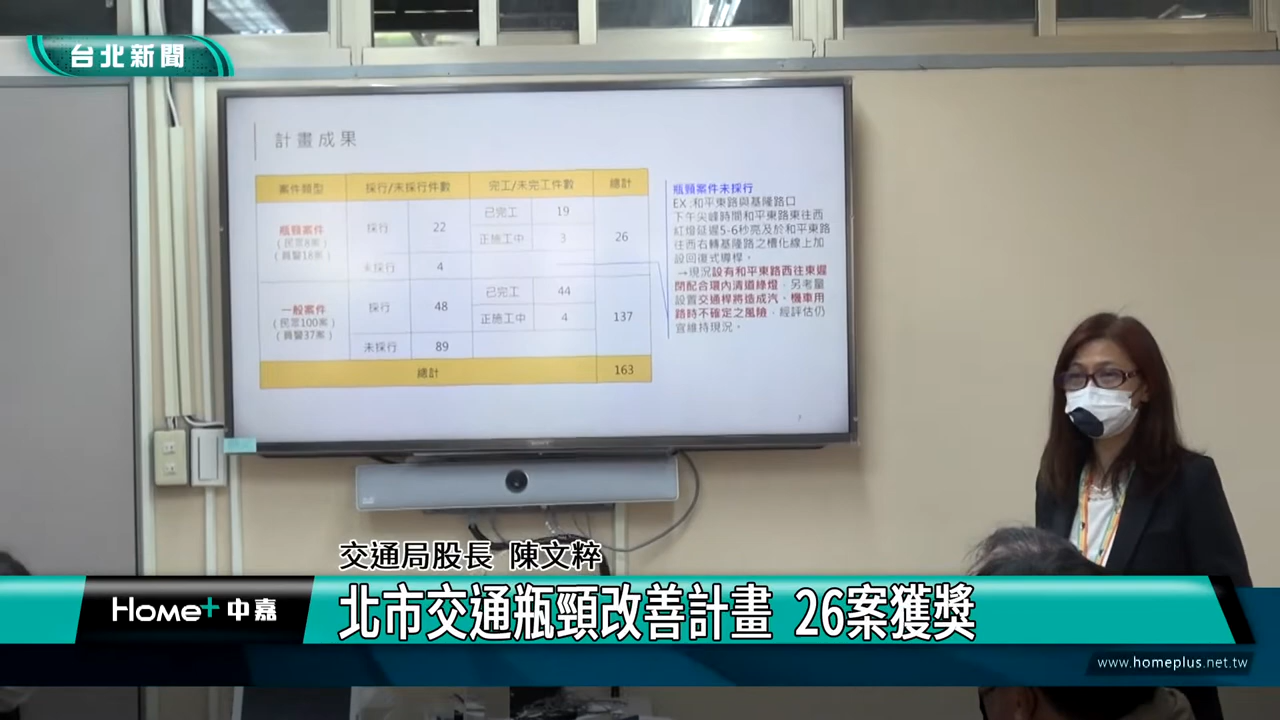 台北新聞
計畫成果
案件類型 採行/未採行件數 完工/未完工件數 總計
瓶頸案件
(民眾8案)
(員警18案)
採行 22 已完工 19 26
正施工中 3
未採行 4
一般案件
(民眾100案)
(員警37案)
採行 48 已完工 44 137
正施工中 4
未採行 89
總計 163
瓶頸案件未採行
EX:和平東路與基隆路口
下午尖峰時間和平東路東往西
紅燈延遲5-6秒亮及於和平東路
往西右轉基隆路之槽化線上加
設回復式導桿。
→現況設有和平東路西往東遲
閉配合環內清道綠燈,另考量
設置交通桿將造成汽、機車用
路時不確定之風險,經評估仍
宜維持現況。
7
SONY
交通局股長 陳文粹
Home+中嘉
北市交通瓶頸改善計畫 26案獲獎
www.homeplus.net.tw